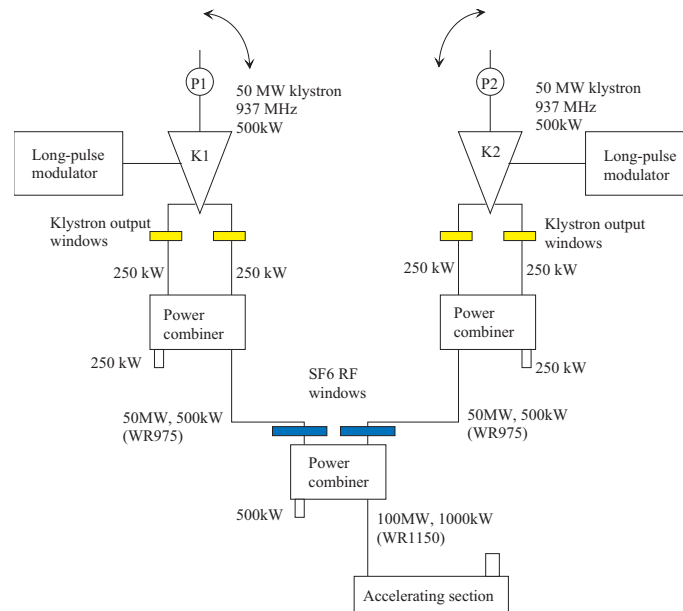 P1
50 MW klystron
937 MHz
500kW
K1
Long-pulse
modulator
Klystron output
windows
250 kW
250 kW
Power
combiner
250 kW
50MW, 500kW
(WR975)
P2
50 MW klystron
937 MHz
500kW
K2
Long-pulse
modulator
Klystron output
windows
250 kW
250 kW
Power
combiner
250 kW
50MW, 500kW
(WR975)
SF6 RF
windows
Power
combiner
500kW
100MW, 1000kW
(WR1150)
Accelerating section